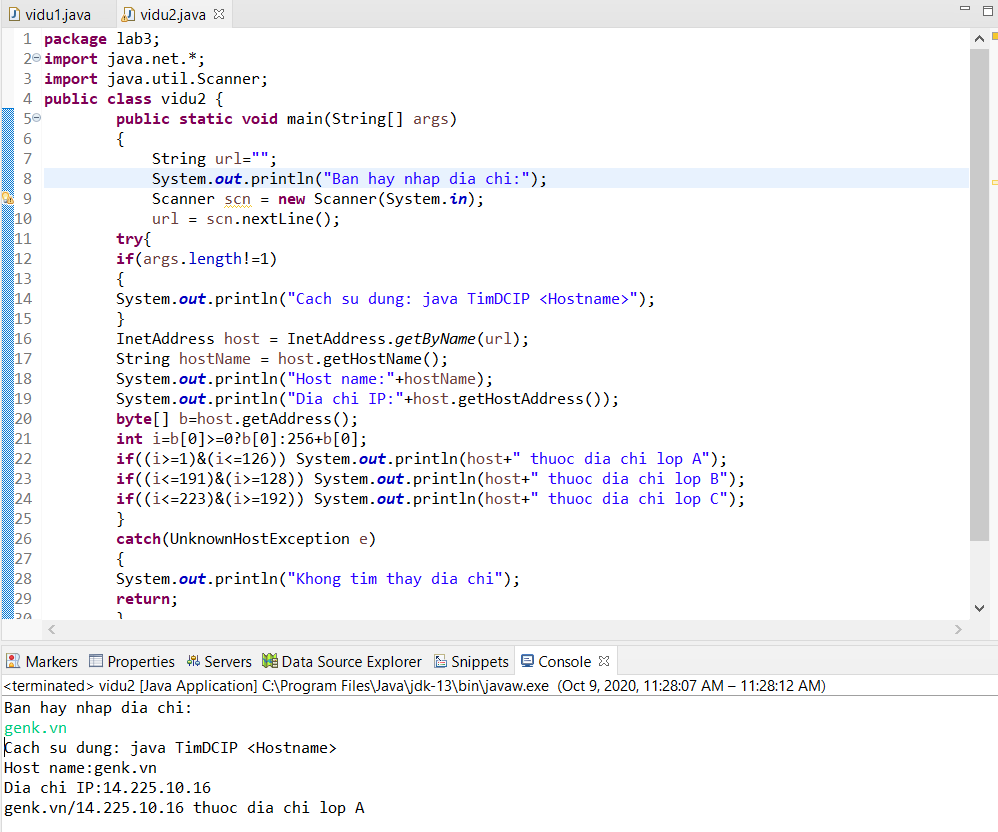 vidu1.java vidu2.java
1 package lab3;
2 import java.net.*;
3 import java.util.Scanner;
4 public class vidu2 {
5 public static void main(String[] args)
6 {
7 String url="";
8 System.out.println("Ban hay nhap dia chi:");
9 Scanner scn = new Scanner(System.in);
10 url = scn.nextLine();
11 try{
12 if(args.length!=1)
13 {
14 System.out.println("Cach su dung: java TimDCIP <Hostname>");
15 }
16 InetAddress host = InetAddress.getByName(url);
17 String hostName = host.getHostName();
18 System.out.println("Host name:"+hostName);
19 System.out.println("Dia chi IP:"+host.getHostAddress());
20 byte[] b=host.getAddress();
21 int i=b[0]>=0?b[0]:256+b[0];
22 if((i>=1)&(i<=126)) System.out.println(host+" thuoc dia chi lop A");
23 if((i<=191)&(i>=128)) System.out.println(host+" thuoc dia chi lop B");
24 if((i<=223)&(i>=192)) System.out.println(host+" thuoc dia chi lop C");
25 }
26 catch(UnknownHostException e)
27 {
28 System.out.println("Khong tim thay dia chi");
29 return;
30 }
Markers Properties Servers Data Source Explorer Snippets Console
<terminated> vidu2 [Java Application] C:\Program Files\Java\jdk-13\bin\javaw.exe (Oct 9, 2020, 11:28:07 AM – 11:28:12 AM)
Ban hay nhap dia chi:
genk.vn
Cach su dung: java TimDCIP <Hostname>
Host name:genk.vn
Dia chi IP:14.225.10.16
genk.vn/14.225.10.16 thuoc dia chi lop A